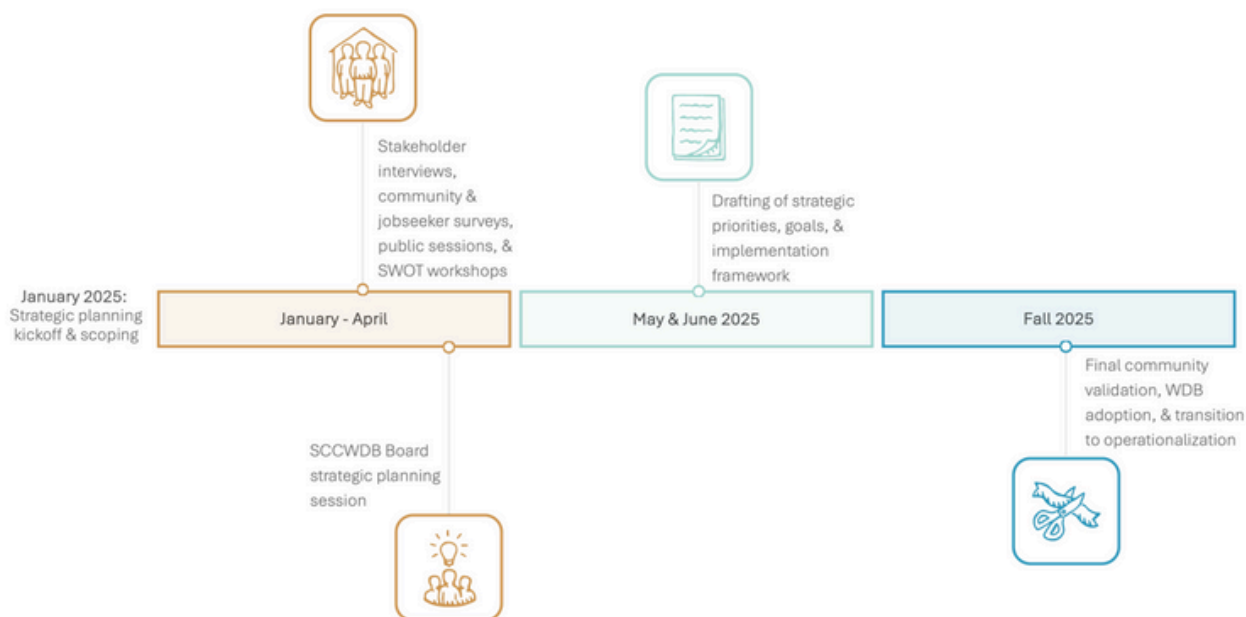 Stakeholder
interviews,
community &
jobseeker surveys,
public sessions, &
SWOT workshops
Drafting of strategic
priorities, goals, &
implementation
framework
January 2025:
Strategic planning
kickoff & scoping
January - April
May & June 2025
Fall 2025
SCCWDB Board
strategic planning
session
Final community
validation, WDB
adoption, & transition
to operationalization